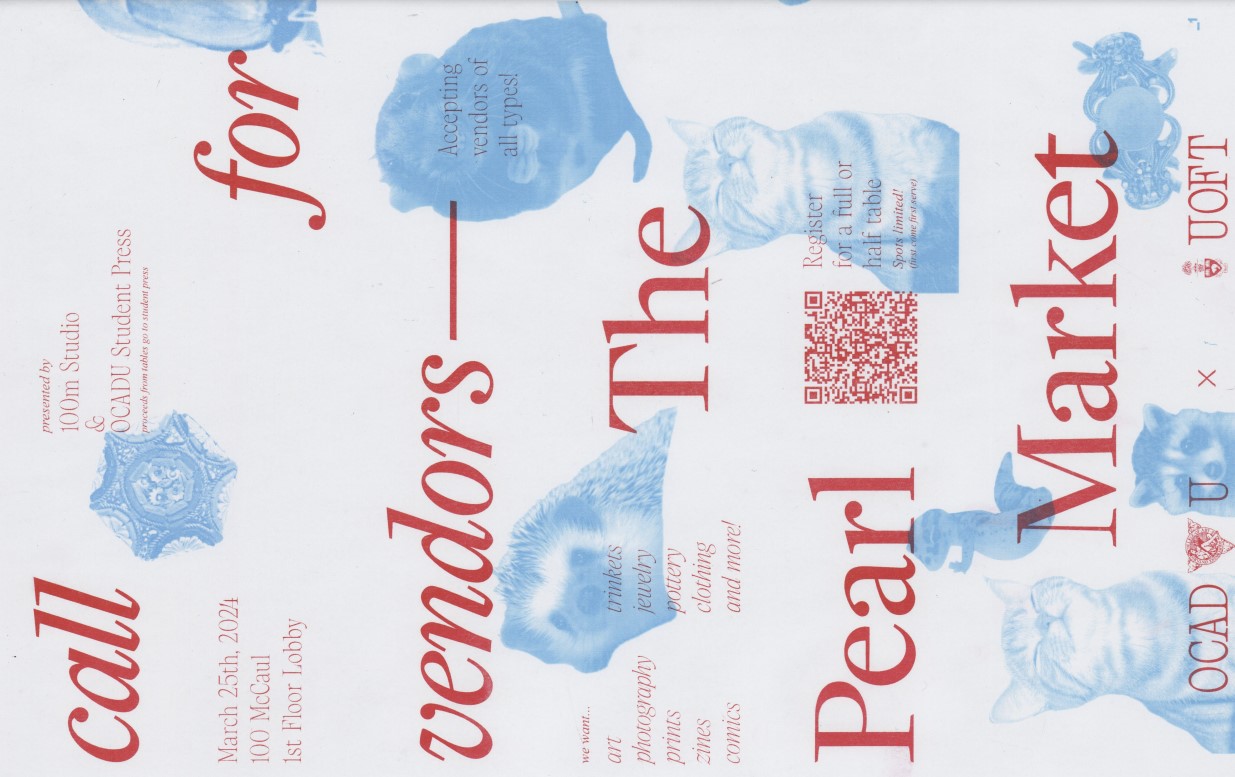 call
presented by
100m Studio
&
OCADU Student Press
proceeds from tables go to student press
March 25th, 2024
100 McCaul
1st Floor Lobby
for
vendors—
Accepting
vendors of
all types!
we want...
art
photography
prints
zines
comics
trinkets
jewelry
pottery
clothing
and more!
The
Pearl
Register
for a full or
half table
Spots limited!
(first come first serve)
Market
OCAD U × UOFT
_1